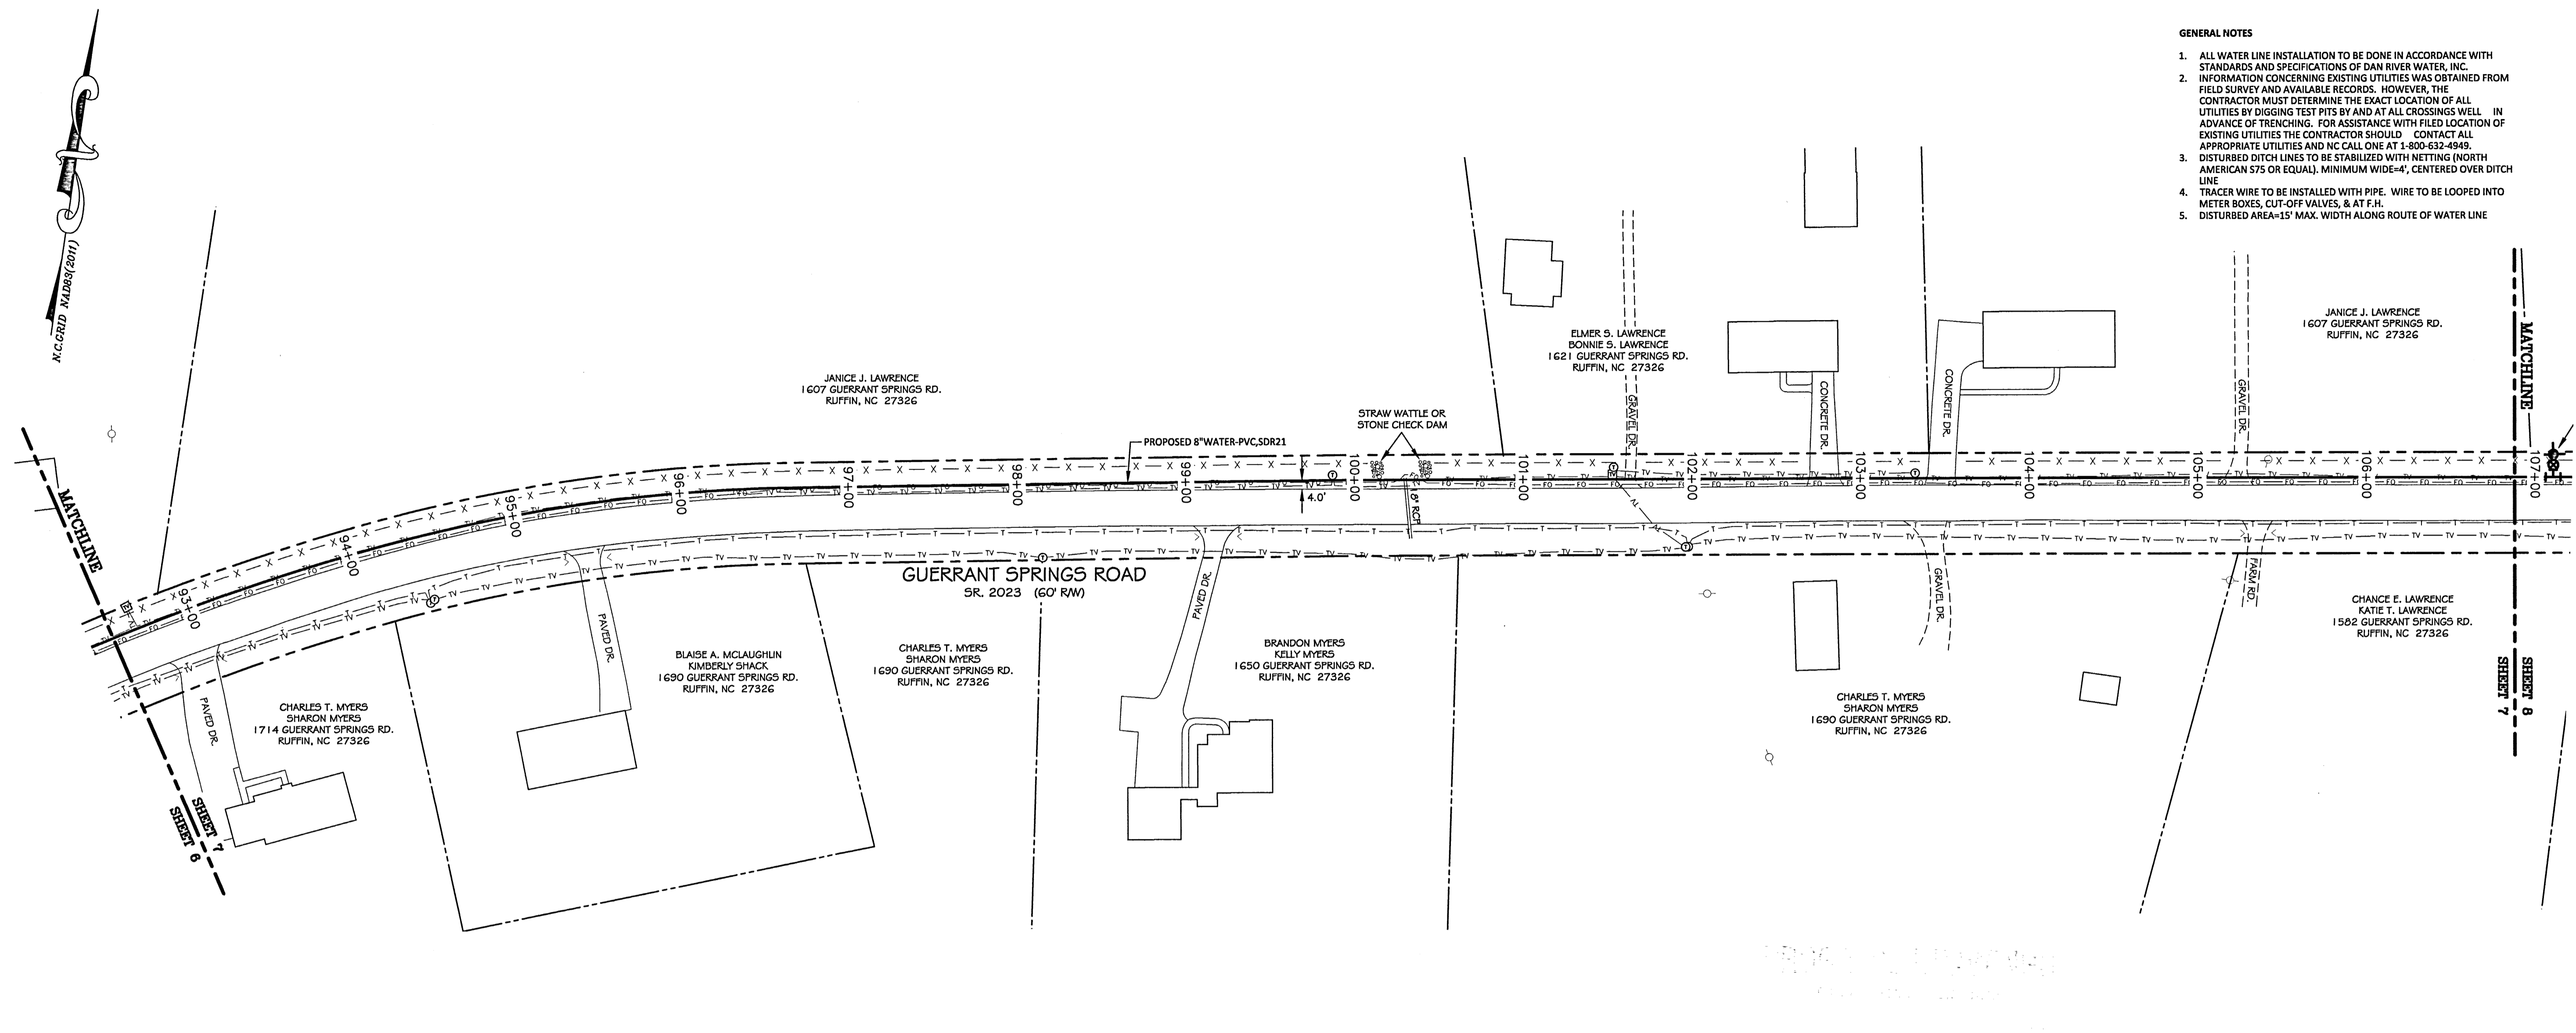 GENERAL NOTES
1. ALL WATER LINE INSTALLATION TO BE DONE IN ACCORDANCE WITH
STANDARDS AND SPECIFICATIONS OF DAN RIVER WATER, INC.
2. INFORMATION CONCERNING EXISTING UTILITIES WAS OBTAINED FROM
FIELD SURVEY AND AVAILABLE RECORDS. HOWEVER, THE
CONTRACTOR MUST DETERMINE THE EXACT LOCATION OF ALL
UTILITIES BY DIGGING TEST PITS BY AND AT ALL CROSSINGS WELL IN
ADVANCE OF TRENCHING. FOR ASSISTANCE WITH FILED LOCATION OF
EXISTING UTILITIES THE CONTRACTOR SHOULD CONTACT ALL
APPROPRIATE UTILITIES AND NC CALL ONE AT 1-800-632-4949.
3. DISTURBED DITCH LINES TO BE STABILIZED WITH NETTING (NORTH
AMERICAN S75 OR EQUAL). MINIMUM WIDE=4', CENTERED OVER DITCH
LINE
4. TRACER WIRE TO BE INSTALLED WITH PIPE. WIRE TO BE LOOPED INTO
METER BOXES, CUT-OFF VALVES, & AT F.H.
5. DISTURBED AREA=15' MAX. WIDTH ALONG ROUTE OF WATER LINE
N.C.GRID NAD83(2011)
JANICE J. LAWRENCE
1607 GUERRANT SPRINGS RD.
RUFFIN, NC 27326
ELMER S. LAWRENCE
BONNIE S. LAWRENCE
1621 GUERRANT SPRINGS RD.
RUFFIN, NC 27326
JANICE J. LAWRENCE
1607 GUERRANT SPRINGS RD.
RUFFIN, NC 27326
GRAVEL DR.
CONCRETE DR.
CONCRETE DR.
GRAVEL DR.
MATCHLINE
STRAW WATTLE OR
STONE CHECK DAM
PROPOSED 8"WATER-PVC,SDR21
MATCHLINE
93+00
94+00
95+00
96+00
97+00
98+00
99+00
100+00
101+00
102+00
103+00
104+00
105+00
106+00
107+00
4.0'
18" RCP
GUERRANT SPRINGS ROAD
SR. 2023 (60' R/W)
PAVED DR.
PAVED DR.
PAVED DR.
GRAVEL DR.
FARM RD.
CHARLES T. MYERS
SHARON MYERS
1714 GUERRANT SPRINGS RD.
RUFFIN, NC 27326
BLAISE A. MCLAUGHLIN
KIMBERLY SHACK
1690 GUERRANT SPRINGS RD.
RUFFIN, NC 27326
CHARLES T. MYERS
SHARON MYERS
1690 GUERRANT SPRINGS RD.
RUFFIN, NC 27326
BRANDON MYERS
KELLY MYERS
1650 GUERRANT SPRINGS RD.
RUFFIN, NC 27326
CHARLES T. MYERS
SHARON MYERS
1690 GUERRANT SPRINGS RD.
RUFFIN, NC 27326
CHANCE E. LAWRENCE
KATIE T. LAWRENCE
1582 GUERRANT SPRINGS RD.
RUFFIN, NC 27326
SHEET 7
SHEET 6
SHEET 8
SHEET 7